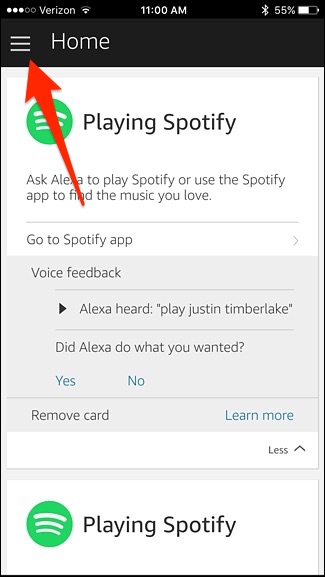 Verizon 11:00 AM 55%
Home
Playing Spotify
Ask Alexa to play Spotify or use the Spotify
app to find the music you love.
Go to Spotify app
Voice feedback
Alexa heard: "play justin timberlake"
Did Alexa do what you wanted?
Yes No
Remove card Learn more
Less
Playing Spotify